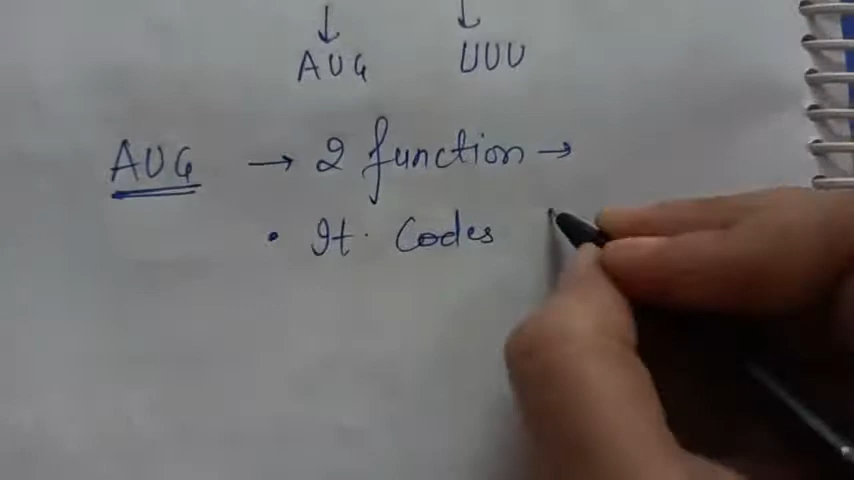 AUG UUU
AUG → 2 function →
• It. Codes